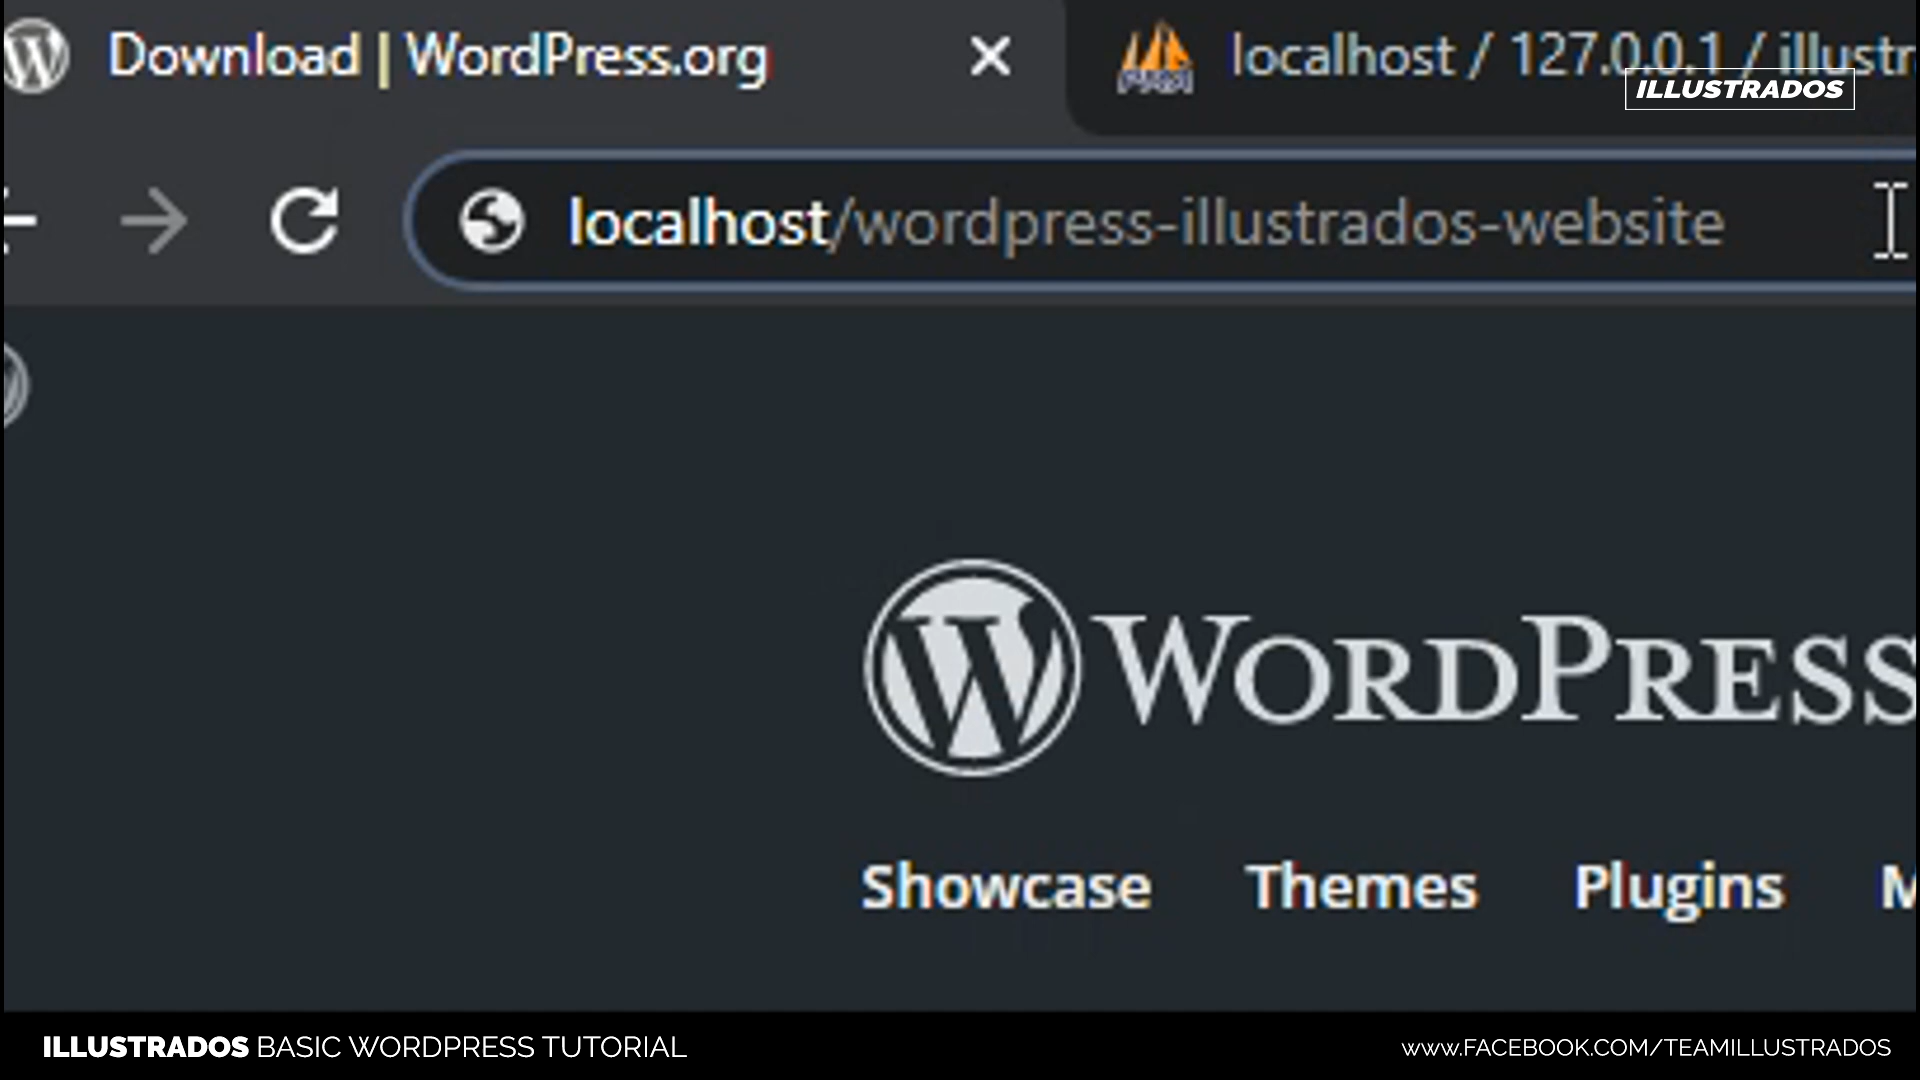 Download | WordPress.org
localhost / 127.0.0.1 / illustr
ILLUSTRADOS
localhost/wordpress-illustrados-website
WORDPRESS
Showcase Themes Plugins M
ILLUSTRADOS BASIC WORDPRESS TUTORIAL
WWW.FACEBOOK.COM/TEAMILLUSTRADOS